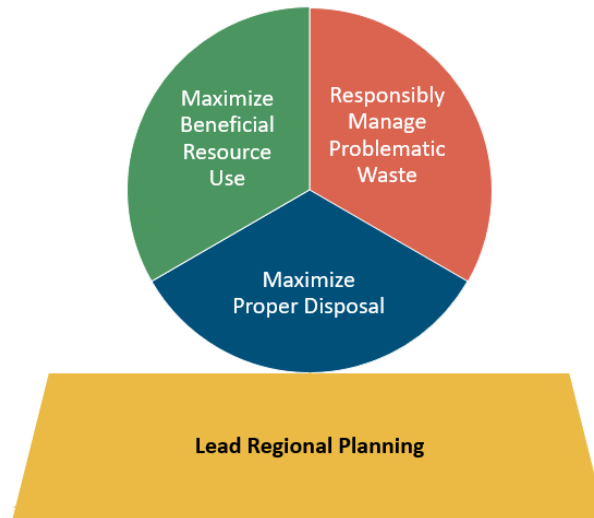 Maximize
Beneficial
Resource
Use
Responsibly
Manage
Problematic
Waste
Maximize
Proper Disposal
Lead Regional Planning